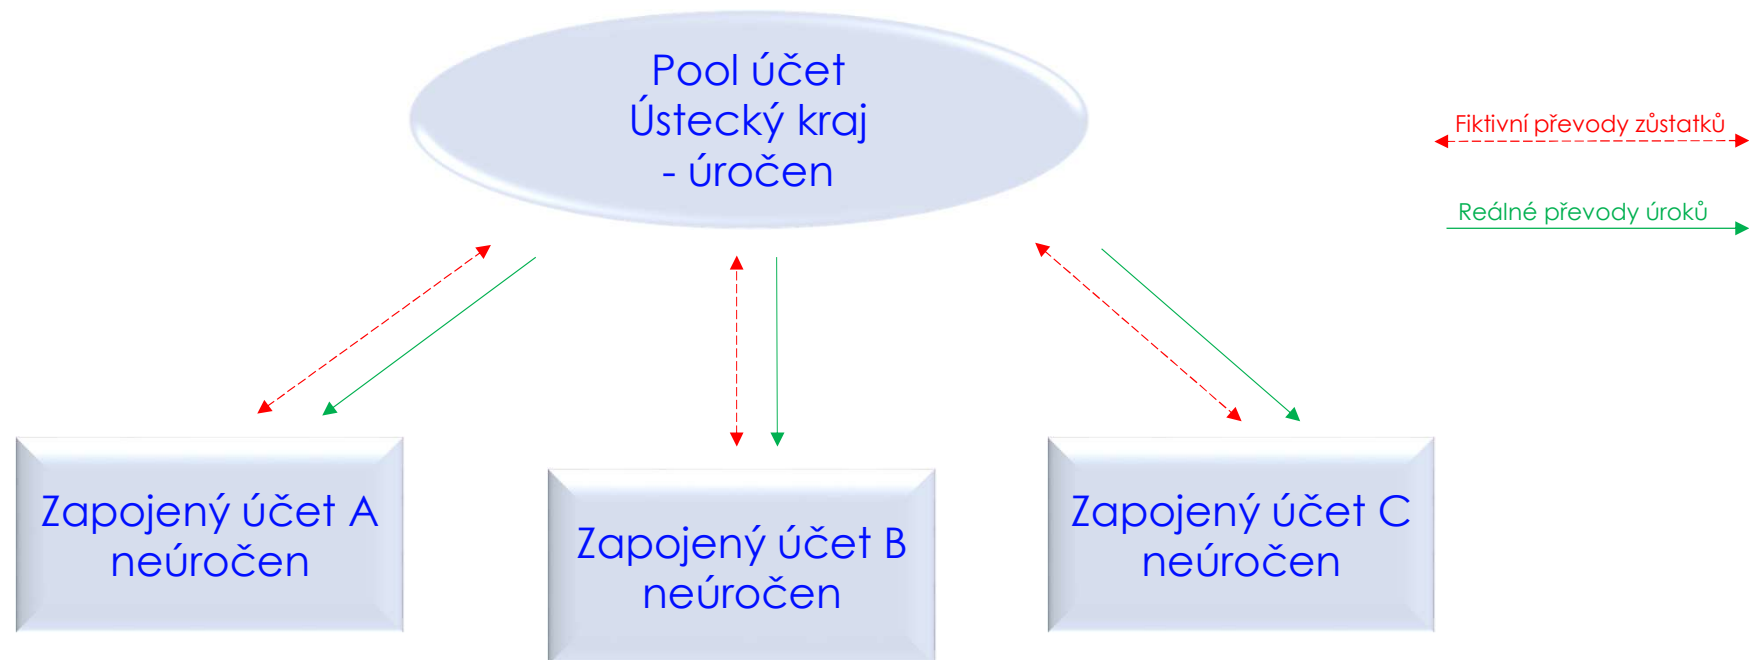 Pool účet
Ústecký kraj
- úročen
Fiktivní převody zůstatků
Reálné převody úroků
Zapojený účet A
neúročen
Zapojený účet B
neúročen
Zapojený účet C
neúročen